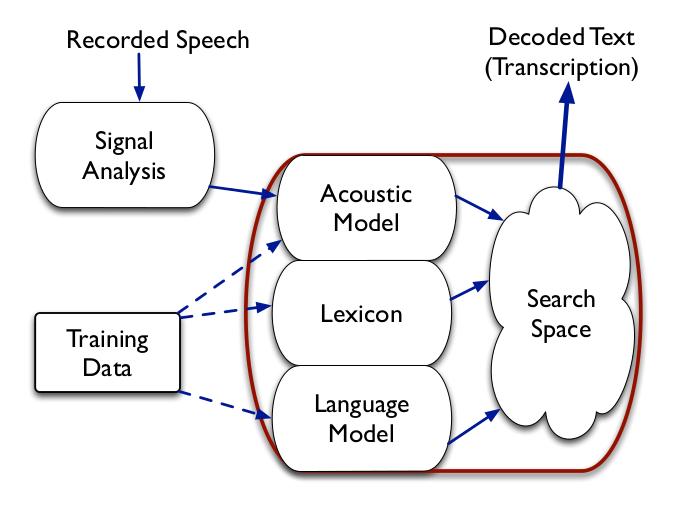 Recorded Speech
Decoded Text
(Transcription)
Signal
Analysis
Acoustic
Model
Lexicon
Search
Space
Training
Data
Language
Model